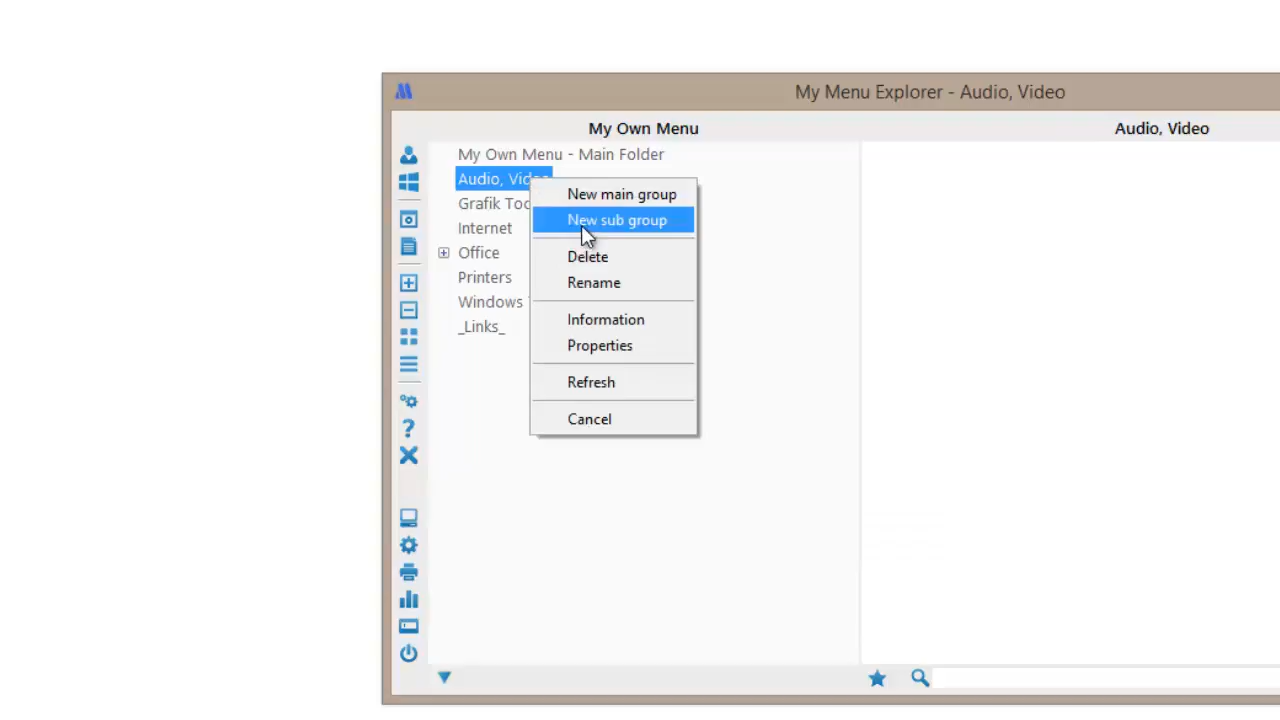 My Menu Explorer - Audio, Video
My Own Menu
Audio, Video
My Own Menu - Main Folder
Audio,
Grafik
Internet
Office
Printers
Windows
_Links_
New main group
New sub group
Delete
Rename
Information
Properties
Refresh
Cancel